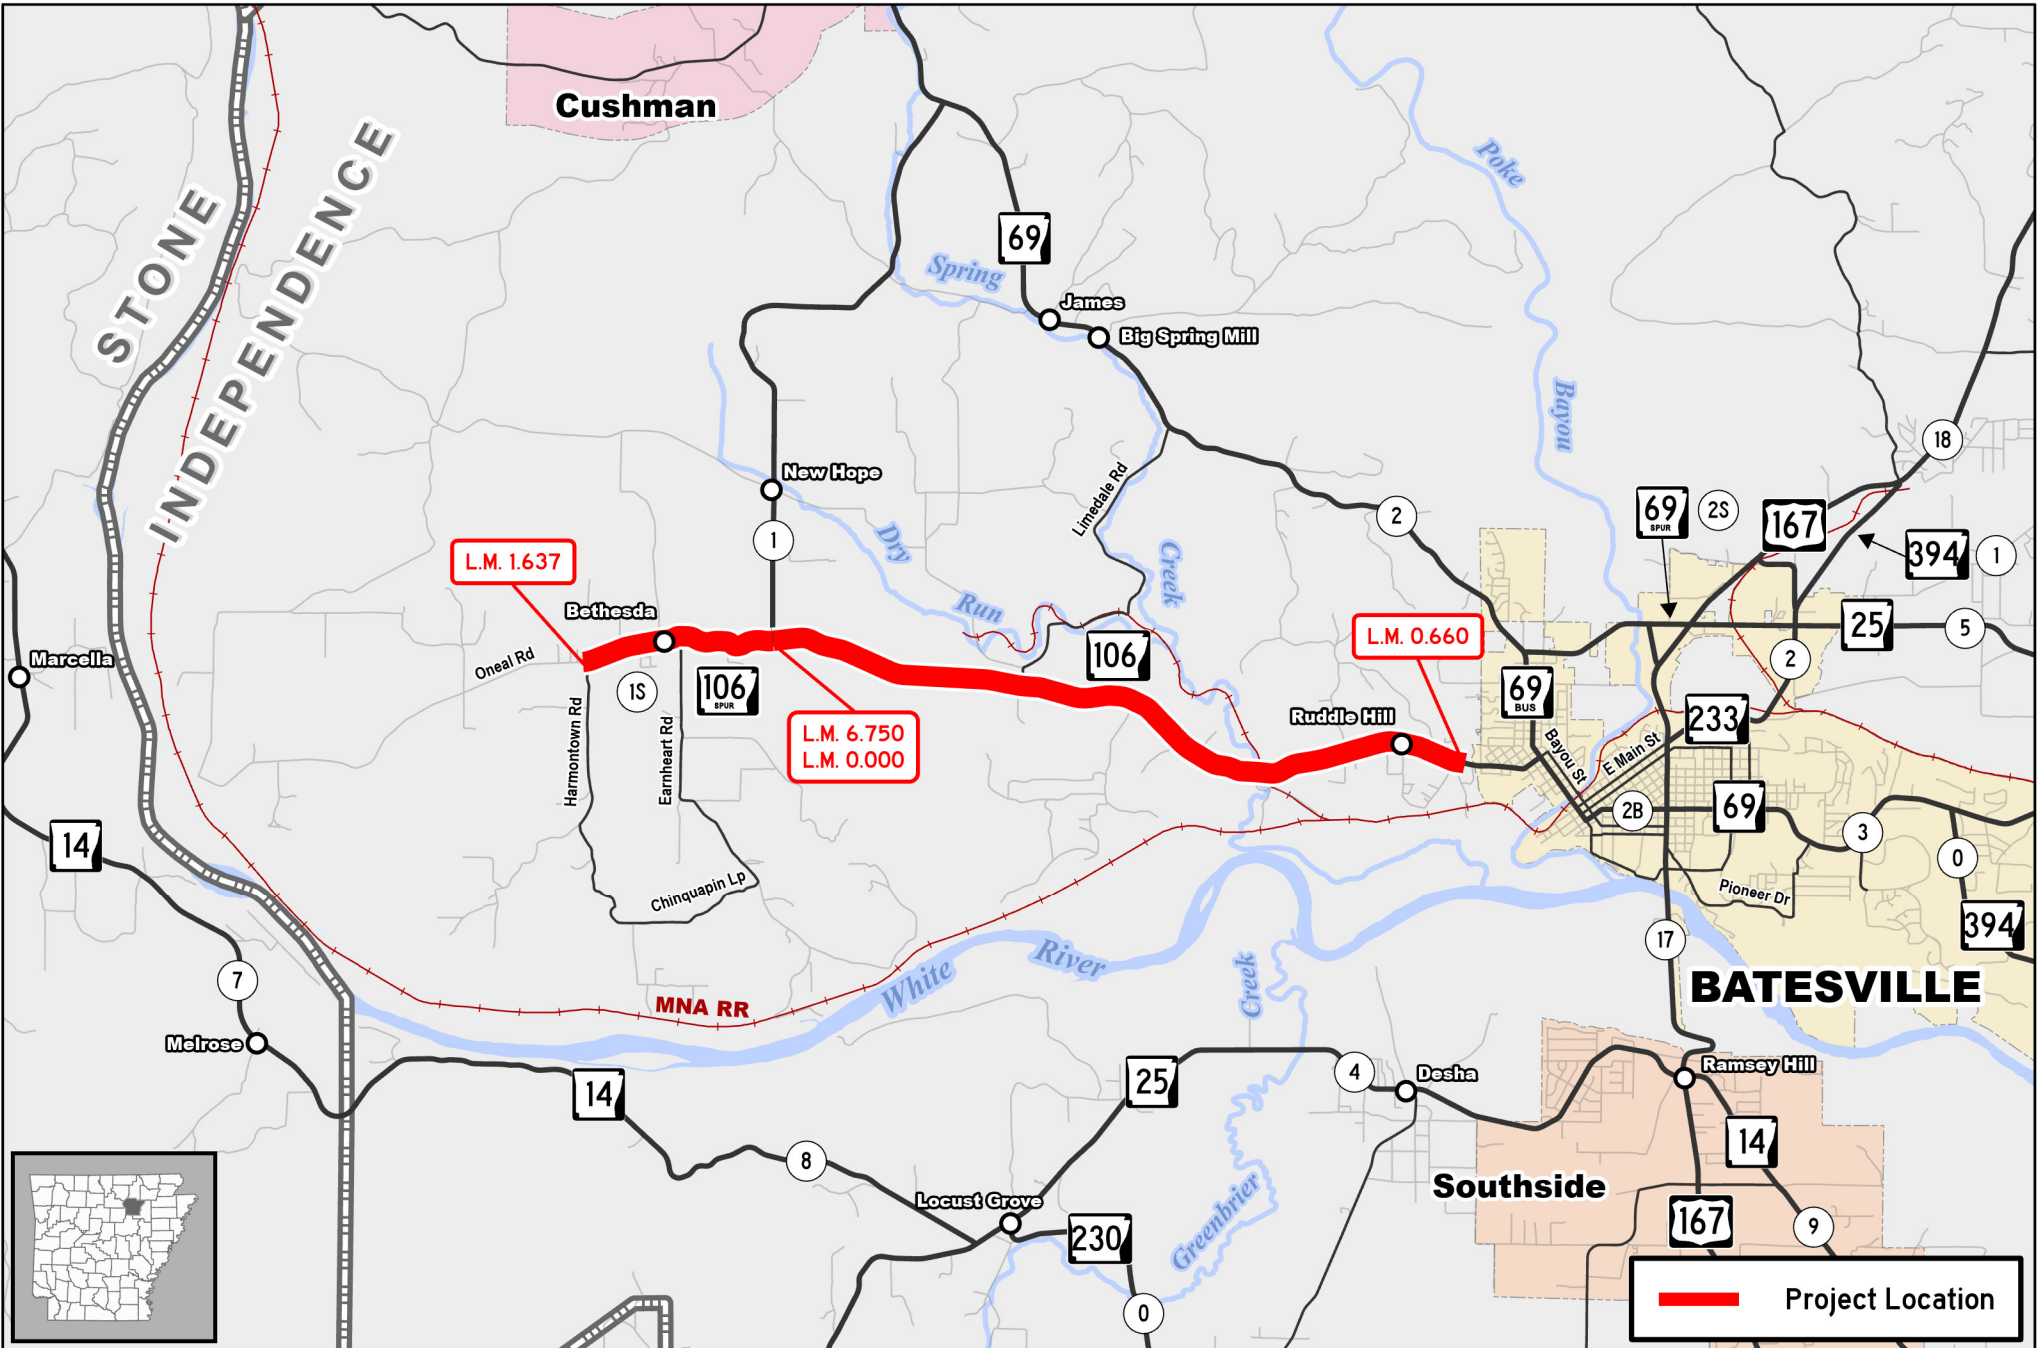 Cushman
STONE
INDEPENDENCE
Poke
Bayou
69
Spring
James
Big Spring Mill
18
New Hope
Limedale Rd
2
69
SPUR
2S
167
394
1
1
Dry
Run
Creek
L.M. 1.637
Bethesda
L.M. 0.660
106
25
5
Marcella
Oneal Rd
1S
106
SPUR
2
69
BUS
233
Harmontown Rd
Earnheart Rd
L.M. 6.750
L.M. 0.000
Ruddle Hill
Bayou St
E Main St
2B
69
3
0
14
Chinquapin Lp
Pioneer Dr
394
17
7
MNA RR
White
River
Creek
BATESVILLE
Melrose
14
25
4
Desha
Ramsey Hill
14
8
Locust Grove
230
Greenbrier
Southside
167
9
0
Project Location